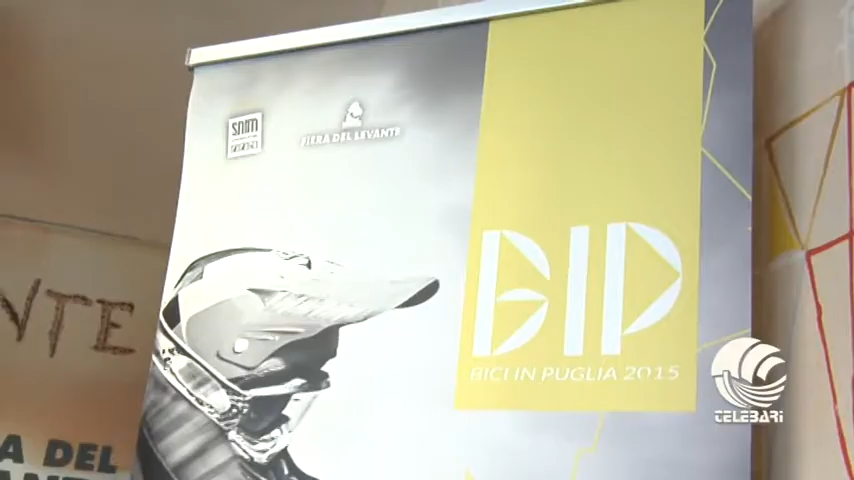 SNIM
FIERA DEL LEVANTE
BIP
BICI IN PUGLIA 2015
TELEBARI
NTE
A DEL